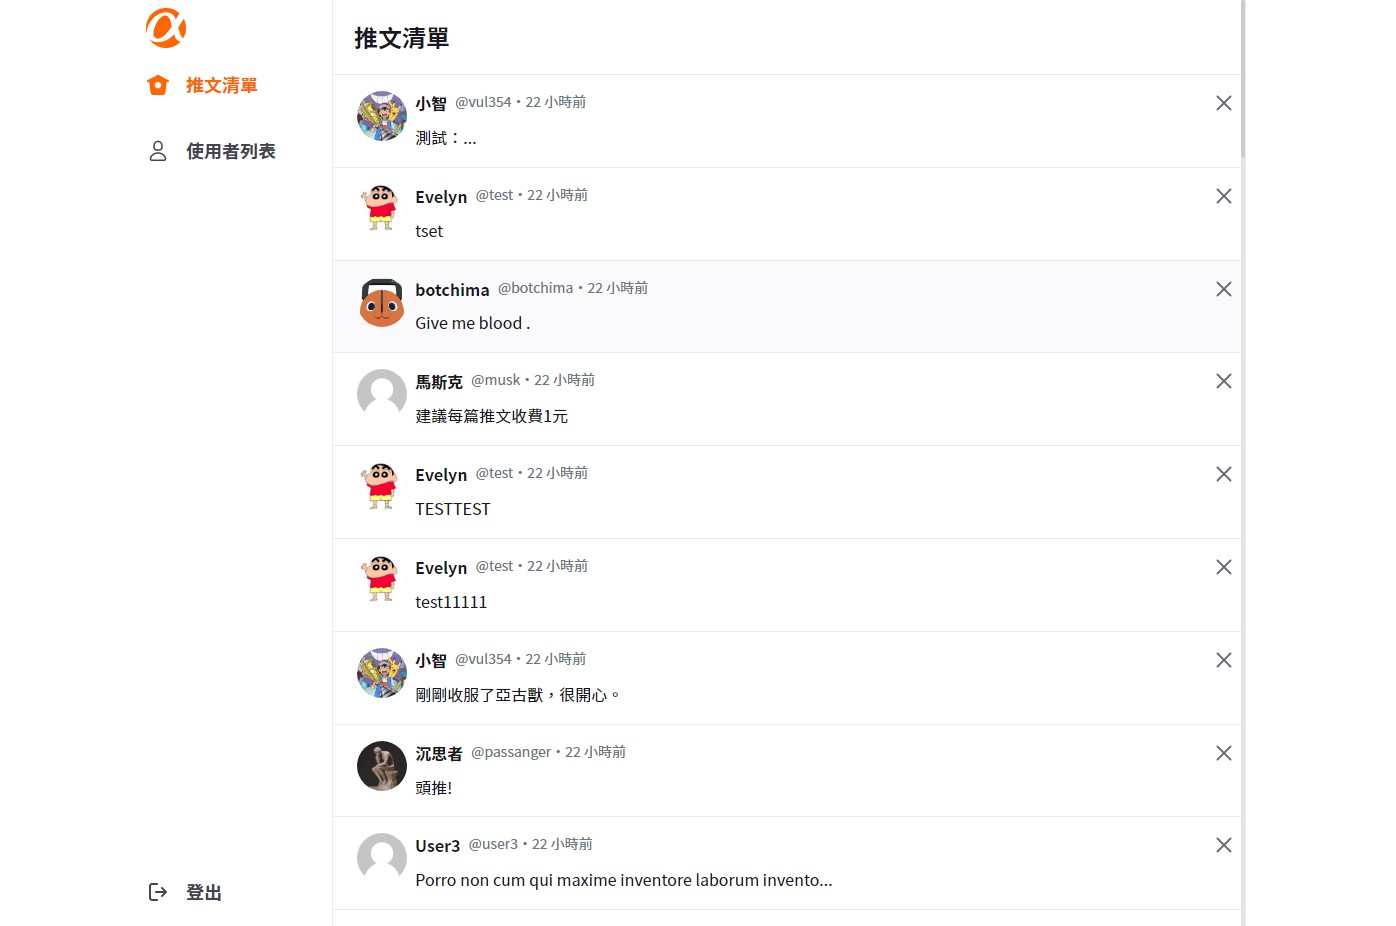 推文清單
使用者列表
登出
推文清單
小智 @vul354・22 小時前
測試：...
Evelyn @test・22 小時前
tset
botchima @botchima・22 小時前
Give me blood .
馬斯克 @musk・22 小時前
建議每篇推文收費1元
Evelyn @test・22 小時前
TESTTEST
Evelyn @test・22 小時前
test11111
小智 @vul354・22 小時前
剛剛收服了亞古獸，很開心。
沉思者 @passanger・22 小時前
頭推!
User3 @user3・22 小時前
Porro non cum qui maxime inventore laborum invento...